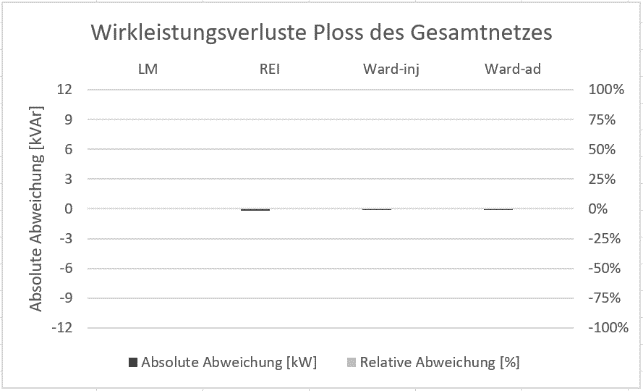 Wirkleistungsverluste Ploss des Gesamtnetzes
LM REI Ward-inj Ward-ad
12 100%
9 75%
6 50%
3 25%
0 0%
-3 -25%
-6 -50%
-9 -75%
-12 -100%
Absolute Abweichung [kVAr]
Absolute Abweichung [kW] Relative Abweichung [%]